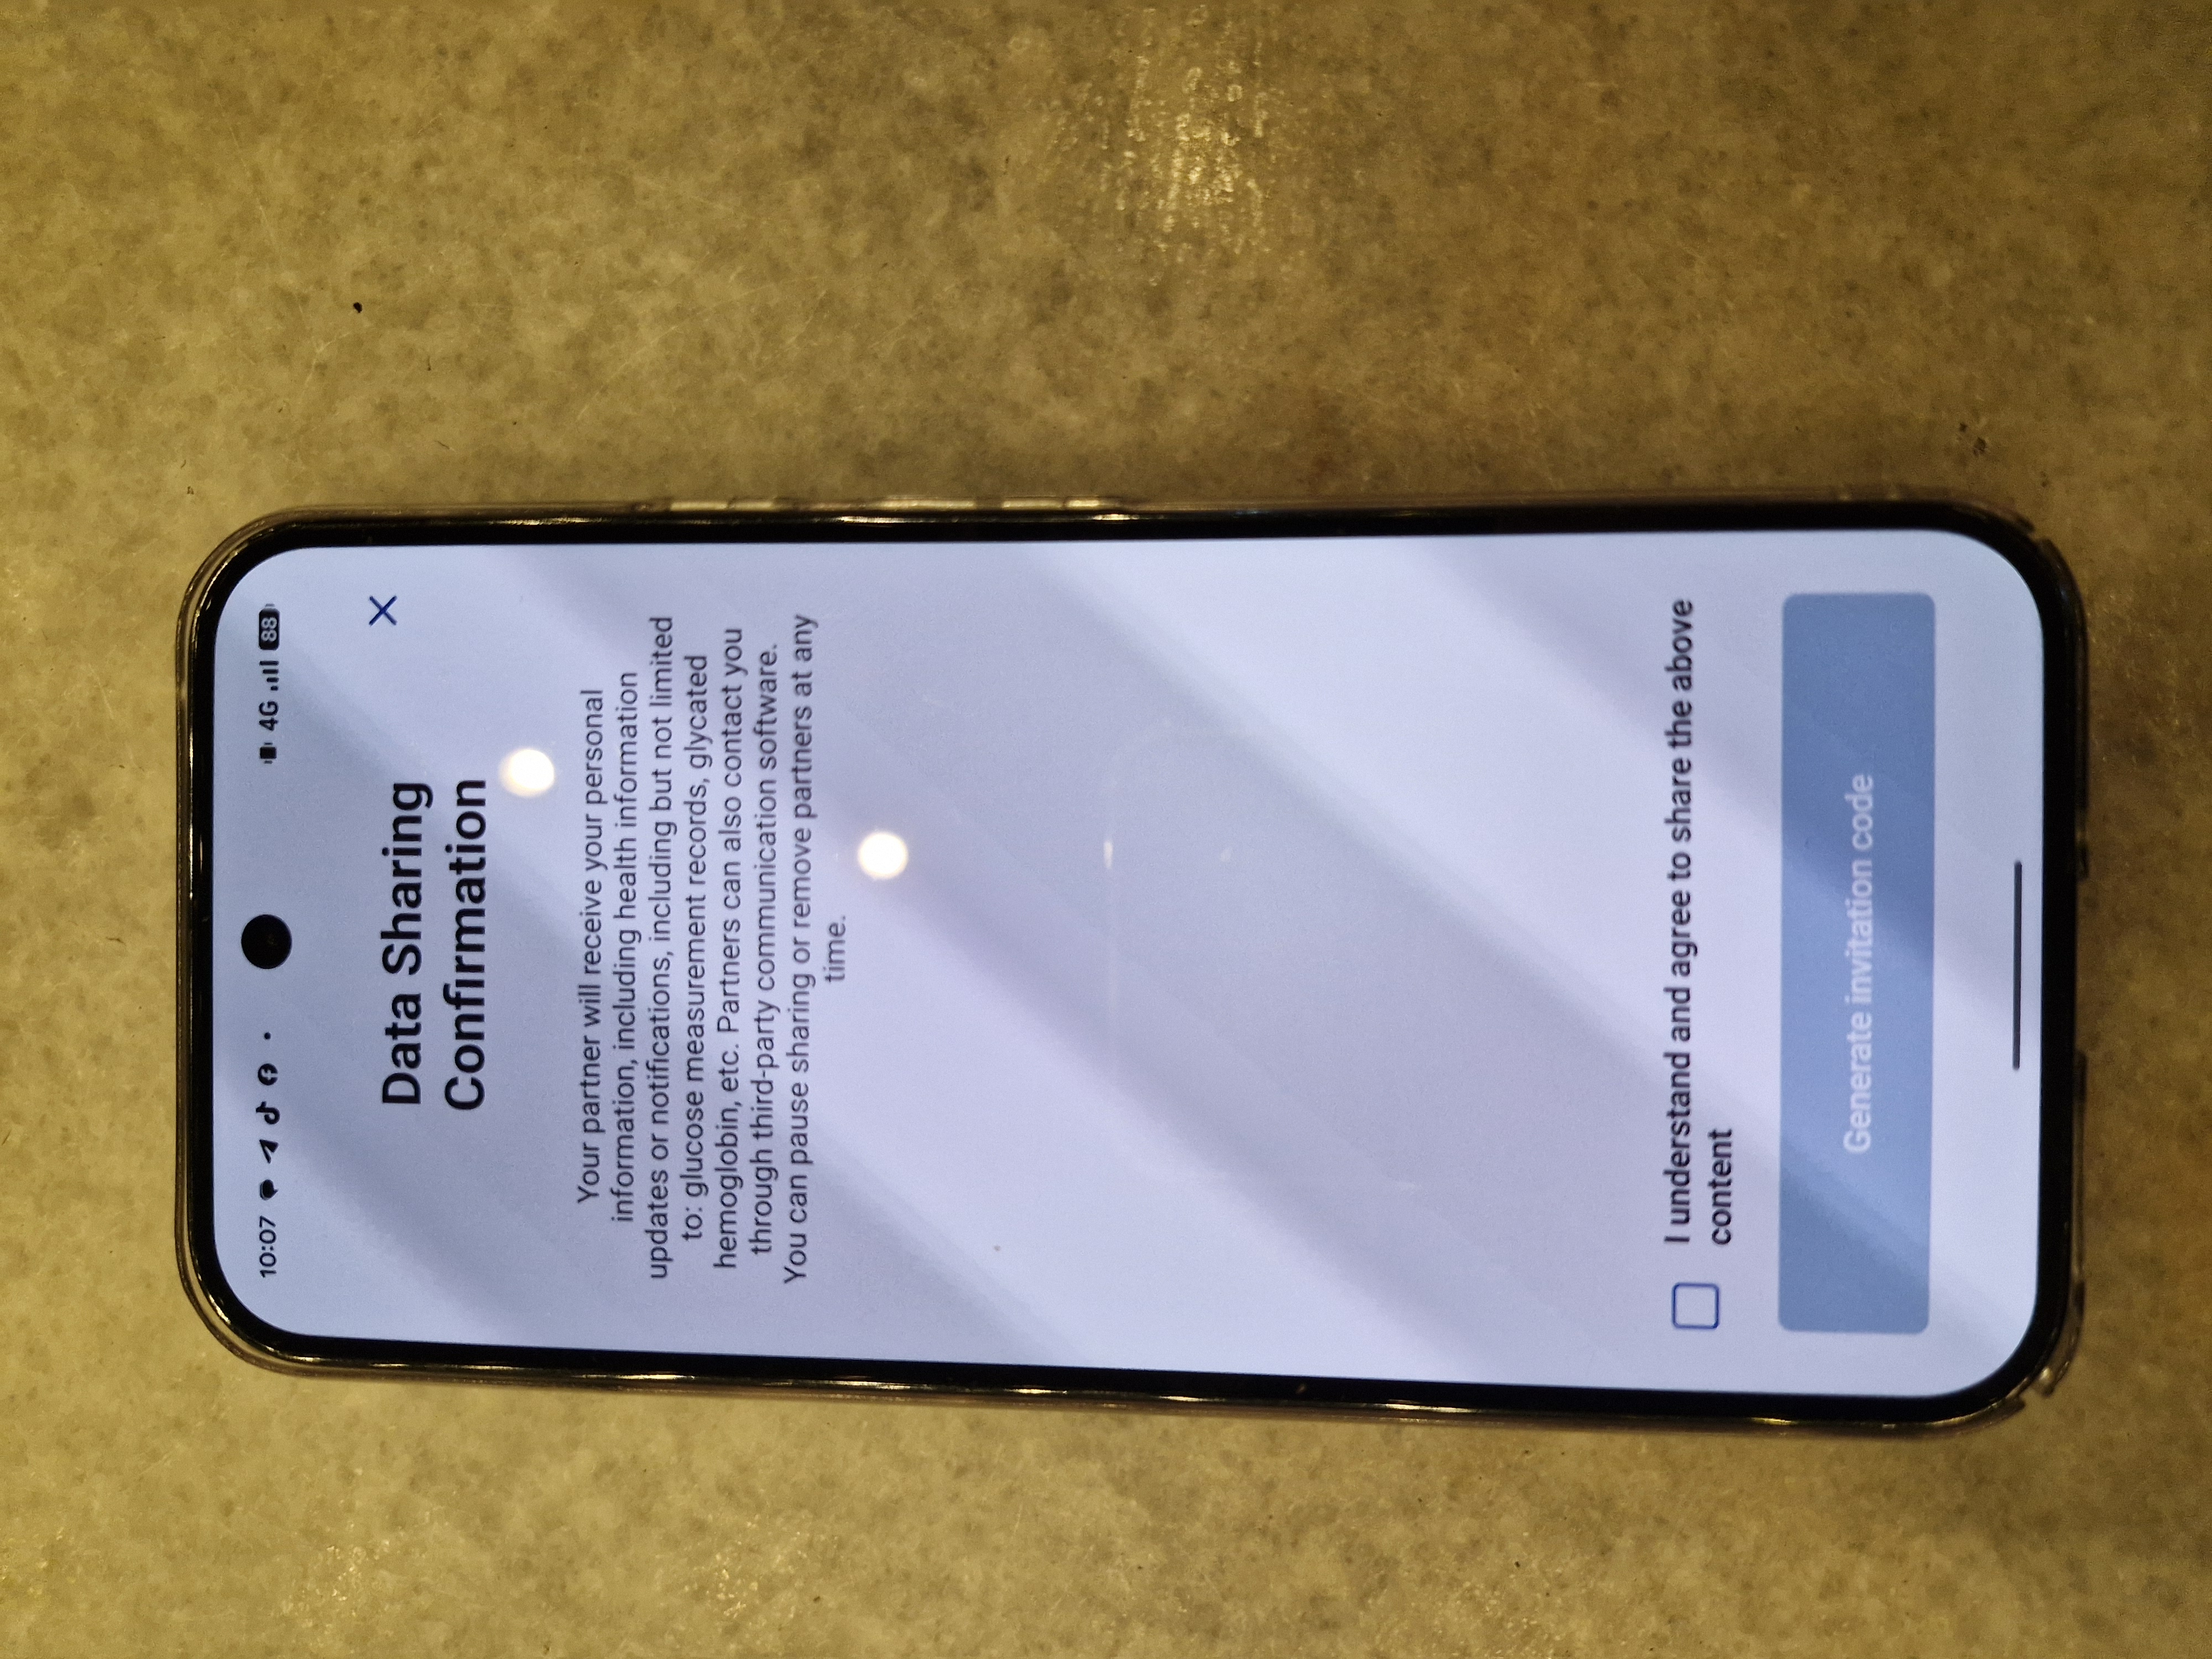 10:07
4G 88
Data Sharing
Confirmation
Your partner will receive your personal
information, including health information
updates or notifications, including but not limited
to: glucose measurement records, glycated
hemoglobin, etc. Partners can also contact you
through third-party communication software.
You can pause sharing or remove partners at any
time.
I understand and agree to share the above
content
Generate invitation code